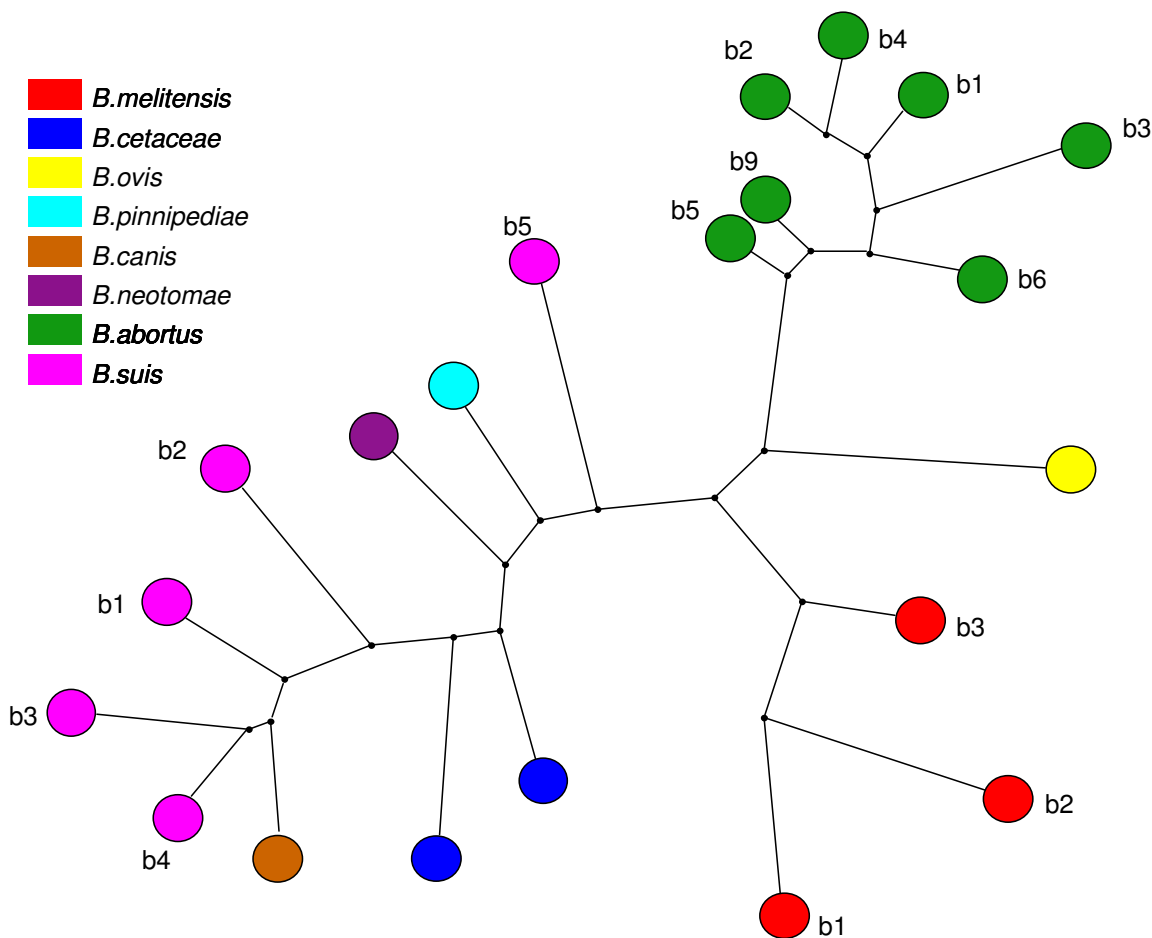 B.melitensis
B.cetaceae
B.ovis
B.pinnipediae
B.canis
B.neotomae
B.abortus
B.suis
b4
b2
b1
b3
b9
b5
b5
b6
b2
b1
b3
b3
b2
b4
b1